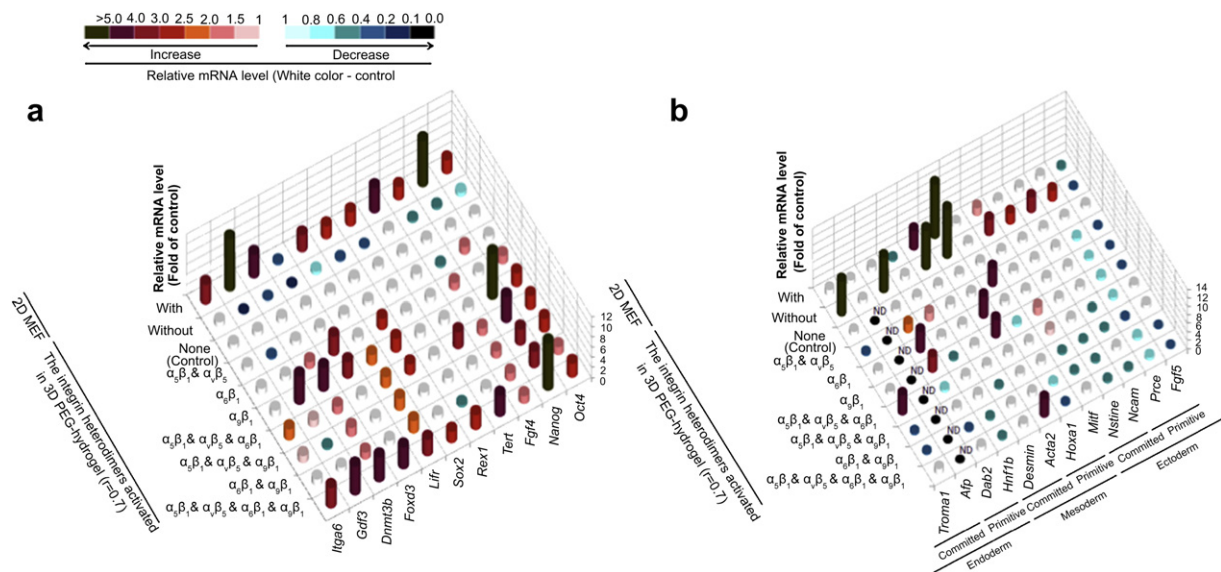 >5.0 4.0 3.0 2.5 2.0 1.5 1
1 0.8 0.6 0.4 0.2 0.1 0.0
Increase
Decrease
Relative mRNA level (White color - control
a
Relative mRNA level
(Fold of control)
With
Without
None
(Control)
α5β1& αvβ5
α6β1
α9β1
α5β1& αvβ5 & α6β1
α5β1& αvβ5 & α9β1
α6β1& α9β1
α5β1& αvβ5 & α6β1 & α9β1
2D MEF
The integrin heterodimers activated
in 3D PEG-hydrogel (r=0.7)
12
10
8
6
4
2
0
Itga6
Gdf3
Dnmt3b
Foxd3
Lifr
Sox2
Rex1
Tert
Fgf4
Nanog
Oct4
b
Relative mRNA level
(Fold of control)
With
Without
None
(Control)
α5β1& αvβ5
α6β1
α9β1
α5β1& αvβ5 & α6β1
α5β1& αvβ5 & α9β1
α6β1& α9β1
α5β1& αvβ5 & α6β1 & α9β1
2D MEF
The integrin heterodimers activated
in 3D PEG-hydrogel (r=0.7)
ND
ND
ND
ND
ND
ND
ND
ND
14
12
10
8
6
4
2
0
Troma1
Afp
Dab2
Hnf1b
Desmin
Acta2
Hoxa1
Mitf
Nstine
Ncam
Prce
Fgf5
Committed Primitive Committed Primitive Committed Primitive
Endoderm
Mesoderm
Ectoderm